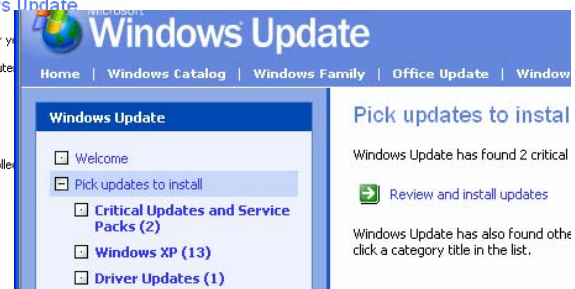 s Update
Microsoft
Windows Update
Home | Windows Catalog | Windows Family | Office Update | Window
Windows Update
Welcome
Pick updates to install
Critical Updates and Service
Packs (2)
Windows XP (13)
Driver Updates (1)
Pick updates to instal
Windows Update has found 2 critical
Review and install updates
Windows Update has also found othe
click a category title in the list.